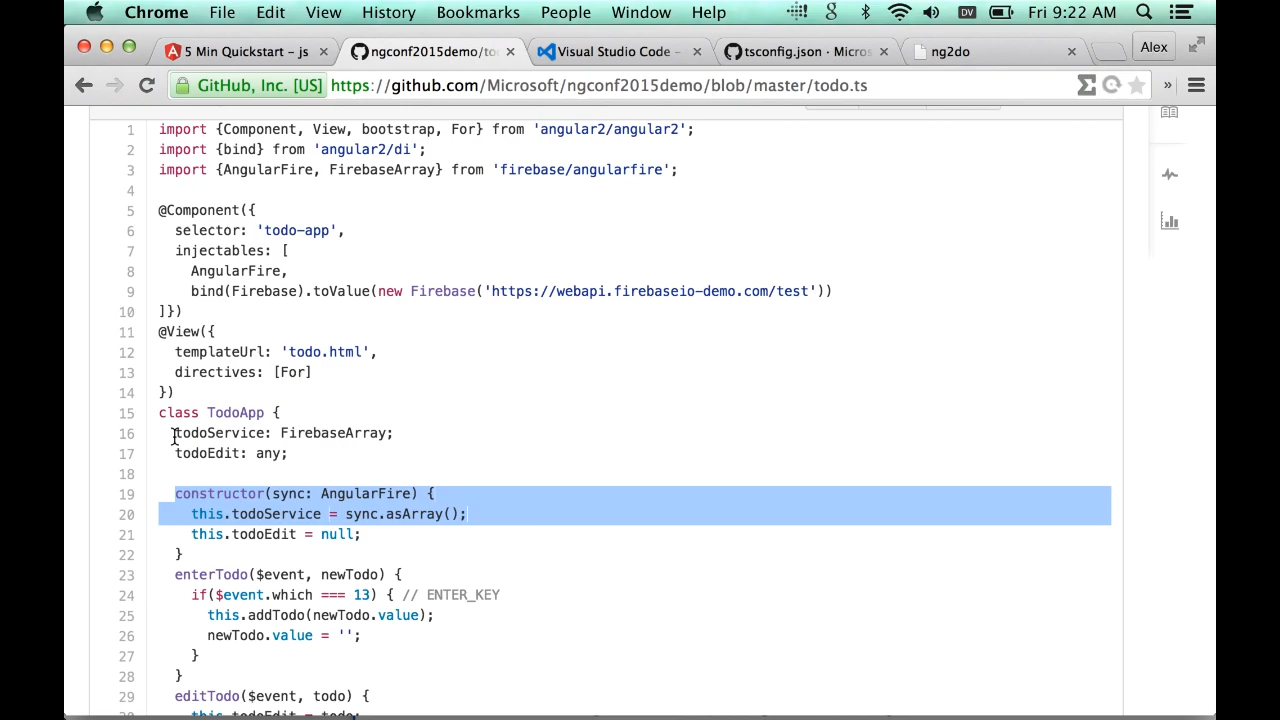 Chrome File Edit View History Bookmarks People Window Help DV Fri 9:22 AM
5 Min Quickstart - js
ngconf2015demo/to
Visual Studio Code -
tsconfig.json · Micros
ng2do
Alex
GitHub, Inc. [US] https://github.com/Microsoft/ngconf2015demo/blob/master/todo.ts
1 import {Component, View, bootstrap, For} from 'angular2/angular2';
2 import {bind} from 'angular2/di';
3 import {AngularFire, FirebaseArray} from 'firebase/angularfire';
4
5 @Component({
6 selector: 'todo-app',
7 injectables: [
8 AngularFire,
9 bind(Firebase).toValue(new Firebase('https://webapi.firebaseio-demo.com/test'))
10 ]})
11 @View({
12 templateUrl: 'todo.html',
13 directives: [For]
14 })
15 class TodoApp {
16 todoService: FirebaseArray;
17 todoEdit: any;
18
19 constructor(sync: AngularFire) {
20 this.todoService = sync.asArray();
21 this.todoEdit = null;
22 }
23 enterTodo($event, newTodo) {
24 if($event.which === 13) { // ENTER_KEY
25 this.addTodo(newTodo.value);
26 newTodo.value = '';
27 }
28 }
29 editTodo($event, todo) {
30 this.todoEdit = todo;